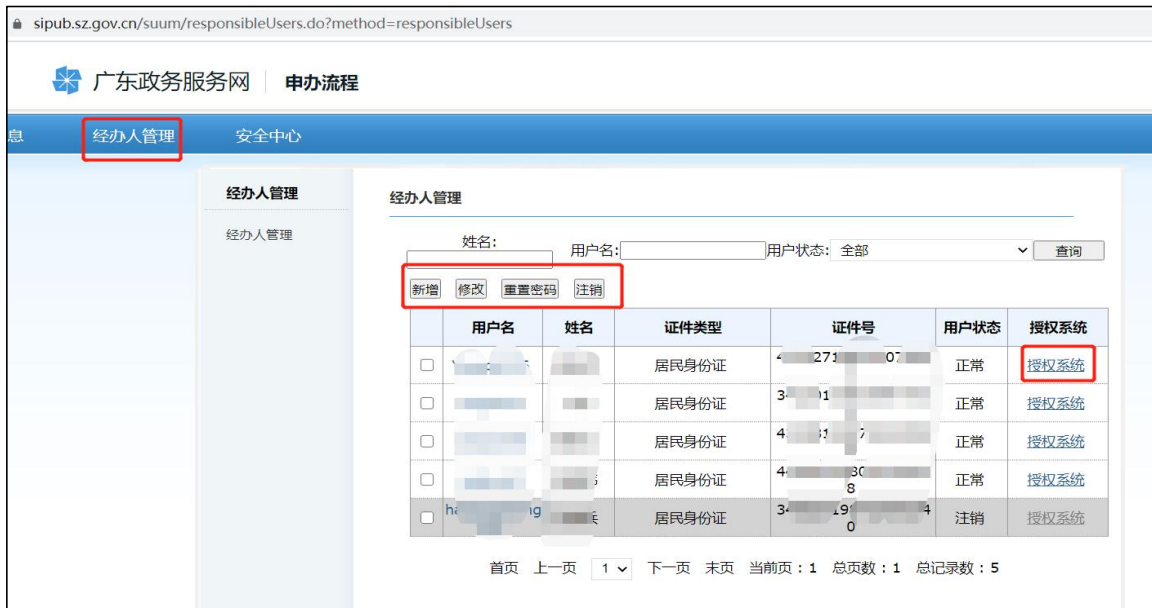 sipub.sz.gov.cn/suum/responsibleUsers.do?method=responsibleUsers
广东政务服务网 申办流程
息 经办人管理 安全中心
经办人管理
经办人管理
经办人管理
姓名: 用户名: 用户状态: 全部 查询
新增 修改 重置密码 注销
用户名 姓名 证件类型 证件号 用户状态 授权系统
居民身份证 正常 授权系统
居民身份证 正常 授权系统
居民身份证 正常 授权系统
居民身份证 正常 授权系统
居民身份证 注销 授权系统
首页 上一页 1 下一页 末页 当前页：1 总页数：1 总记录数：5